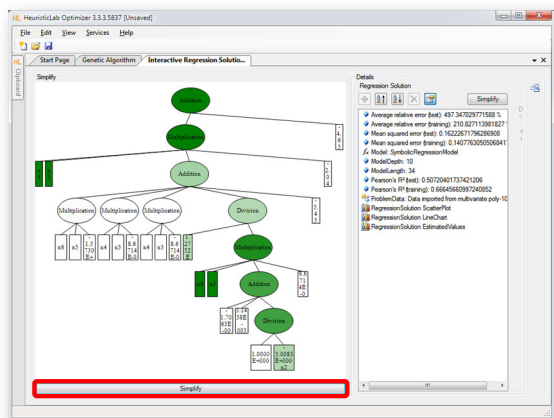 HeuristicLab Optimizer 3.3.3.5837 [Unsaved]
File Edit View Services Help
Start Page Genetic Algorithm Interactive Regression Solutio...
Clipboard
Simplify
Details
Regression Solution
Simplify
Average relative error (test): 497.347029771588 %
Average relative error (training): 210.827113981827
Mean squared error (test): 0.16222671796286908
Mean squared error (training): 0.1407763050506841
Model: SymbolicRegressionModel
ModelDepth: 10
ModelLength: 34
Pearson's R² (test): 0.50720401737421206
Pearson's R² (training): 0.66645660997240852
ProblemData: Data imported from multivariate poly-10
RegressionSolution ScatterPlot
RegressionSolution LineChart
RegressionSolution EstimatedValues
Addition
Multiplication
Addition
Multiplication Multiplication Multiplication Division
x6 x5 x4 x3 x4 x3
Multiplication
Addition
Division
Simplify